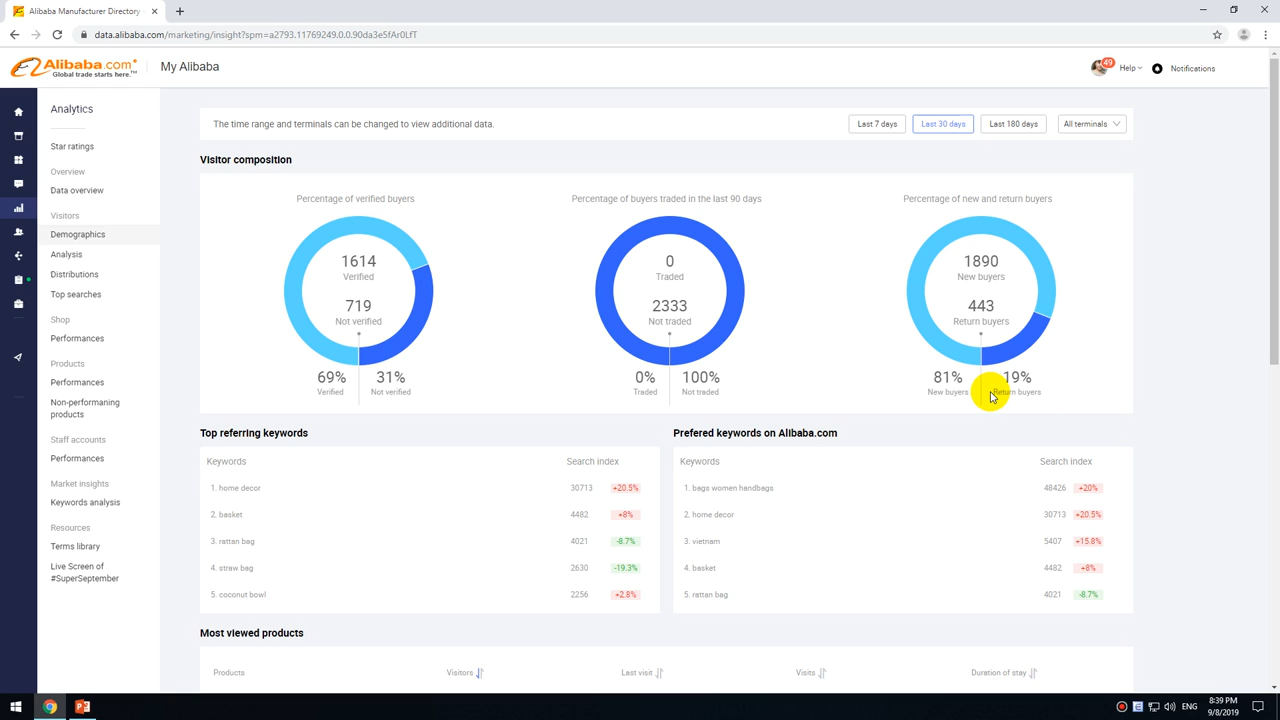 Alibaba Manufacturer Directory -
data.alibaba.com/marketing/insight?spm=a2793.11769249.0.0.90da3e5fAr0LfT
Alibaba.com
Global trade starts here.™
My Alibaba
49
Help
Notifications
Analytics
Star ratings
Overview
Data overview
Visitors
Demographics
Analysis
Distributions
Top searches
Shop
Performances
Products
Performances
Non-performaning
products
Staff accounts
Performances
Market insights
Keywords analysis
Resources
Terms library
Live Screen of
#SuperSeptember
The time range and terminals can be changed to view additional data.
Last 7 days
Last 30 days
Last 180 days
All terminals
Visitor composition
Percentage of verified buyers
1614
Verified
719
Not verified
69%
Verified
31%
Not verified
Percentage of buyers traded in the last 90 days
0
Traded
2333
Not traded
0%
Traded
100%
Not traded
Percentage of new and return buyers
1890
New buyers
443
Return buyers
81%
New buyers
19%
Return buyers
Top referring keywords
Keywords Search index
1. home decor 30713 +20.5%
2. basket 4482 +8%
3. rattan bag 4021 -8.7%
4. straw bag 2630 -19.3%
5. coconut bowl 2256 +2.8%
Prefered keywords on Alibaba.com
Keywords Search index
1. bags women handbags 48426 +20%
2. home decor 30713 +20.5%
3. vietnam 5407 +15.8%
4. basket 4482 +8%
5. rattan bag 4021 -8.7%
Most viewed products
Products Visitors Last visit Visits Duration of stay
ENG
8:39 PM
9/8/2019